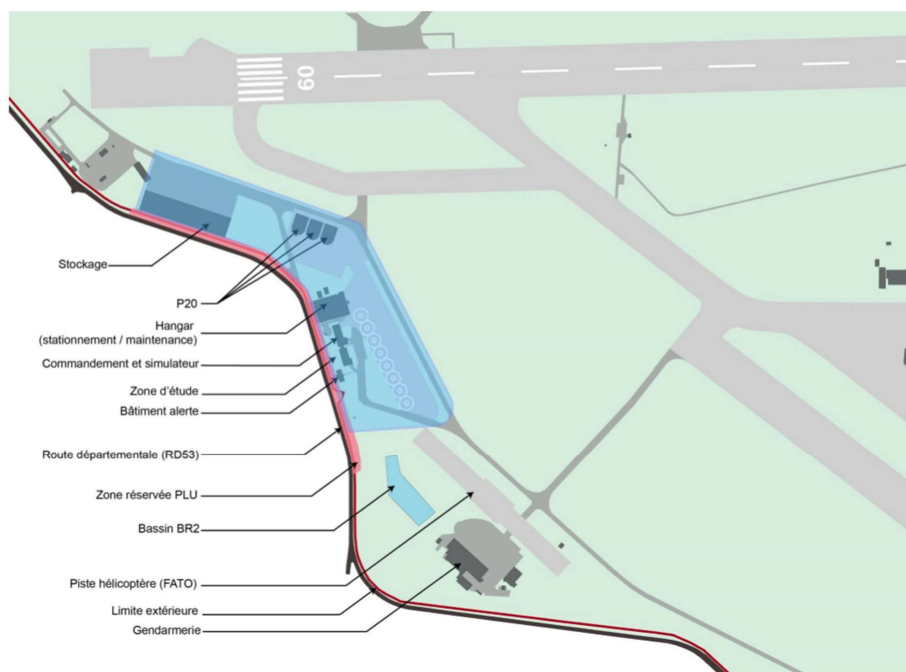 09
Stockage
P20
Hangar
(stationnement / maintenance)
Commandement et simulateur
Zone d'étude
Bâtiment alerte
Route départementale (RD53)
Zone réservée PLU
Bassin BR2
Piste hélicoptère (FATO)
Limite extérieure
Gendarmerie